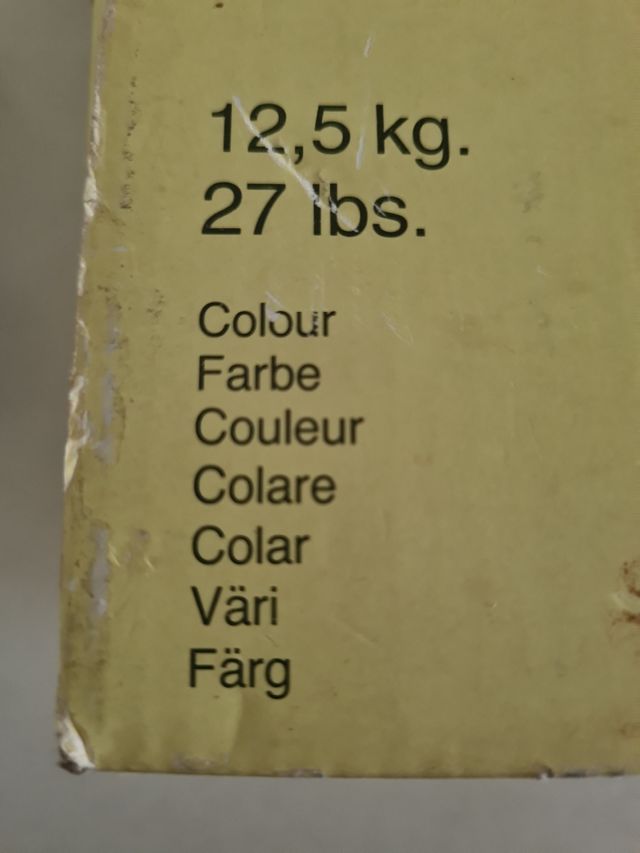 12,5 kg.
27 lbs.
Colour
Farbe
Couleur
Colare
Colar
Väri
Färg